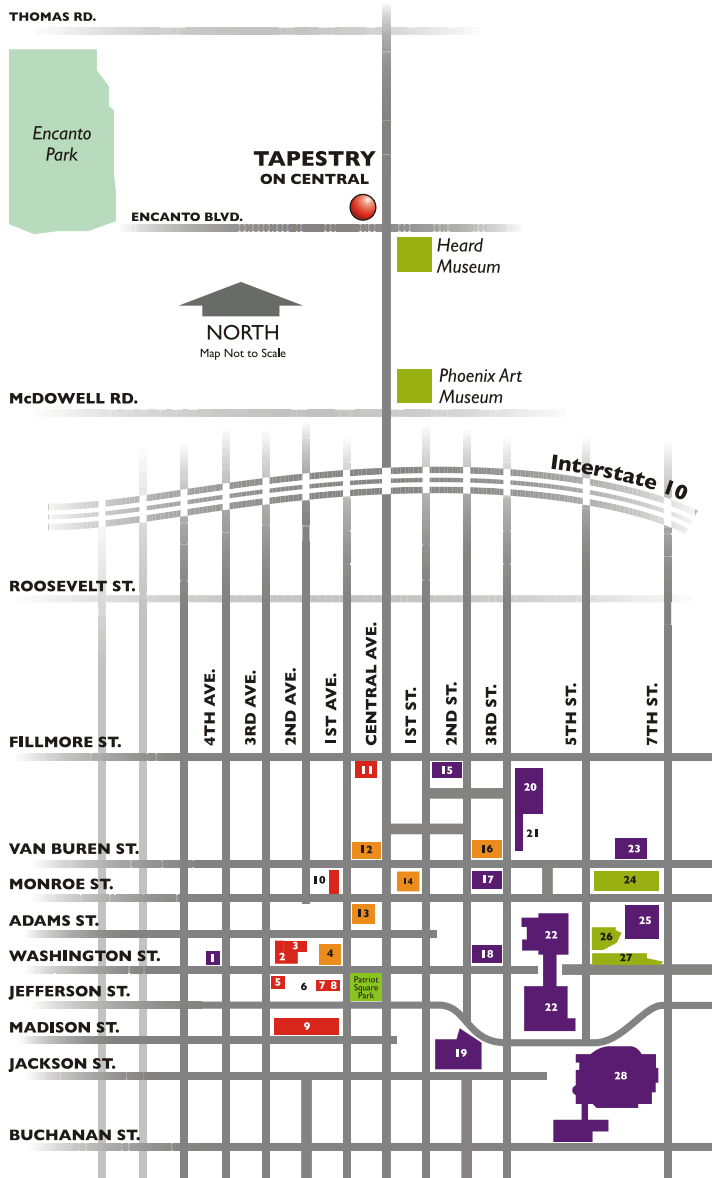 THOMAS RD.
Encanto
Park
TAPESTRY
ON CENTRAL
ENCANTO BLVD.
Heard
Museum
NORTH
Map Not to Scale
Phoenix Art
Museum
McDOWELL RD.
Interstate 10
ROOSEVELT ST.
4TH AVE.
3RD AVE.
2ND AVE.
1ST AVE.
CENTRAL AVE.
1ST ST.
2ND ST.
3RD ST.
5TH ST.
7TH ST.
FILLMORE ST.
11
15
20
21
VAN BUREN ST.
12
16
23
MONROE ST.
10
14
17
24
ADAMS ST.
13
25
22
26
WASHINGTON ST.
1
2
3
4
18
27
JEFFERSON ST.
5
6
7 8
Patriot
Square
Park
22
MADISON ST.
9
19
JACKSON ST.
28
BUCHANAN ST.